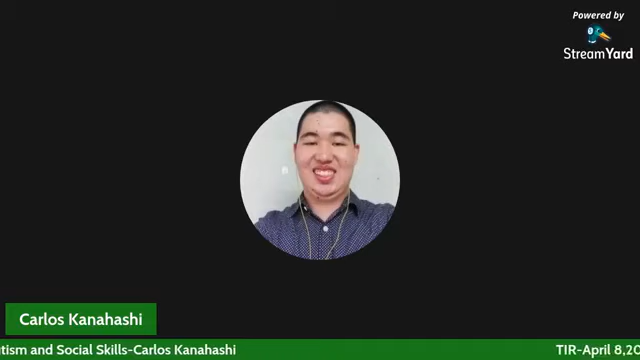 Powered by
StreamYard
Carlos Kanahashi
tism and Social Skills-Carlos Kanahashi
TIR-April 8.20